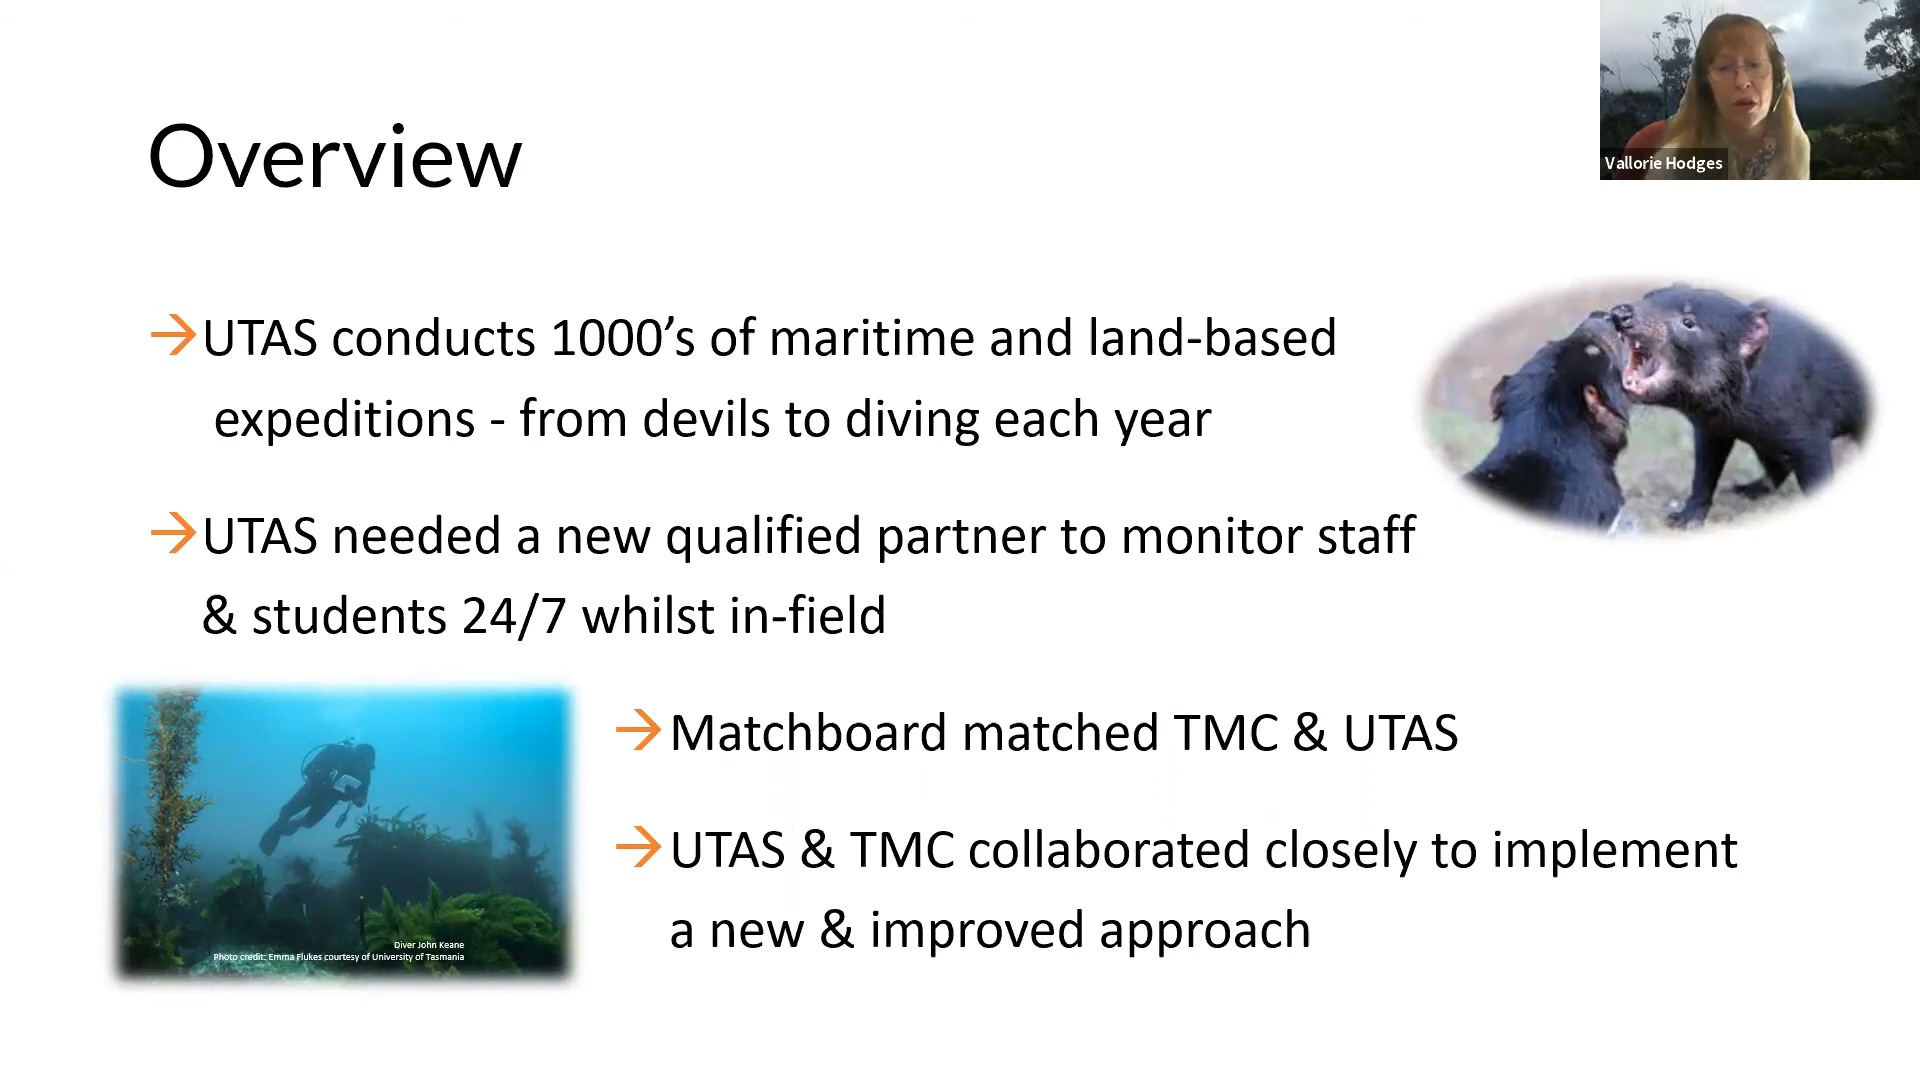 Overview
Vallorie Hodges
→UTAS conducts 1000’s of maritime and land-based
expeditions - from devils to diving each year
→UTAS needed a new qualified partner to monitor staff
& students 24/7 whilst in-field
→Matchboard matched TMC & UTAS
→UTAS & TMC collaborated closely to implement
a new & improved approach
Diver John Keane
Photo credit: Emma Flukes courtesy of University of Tasmania